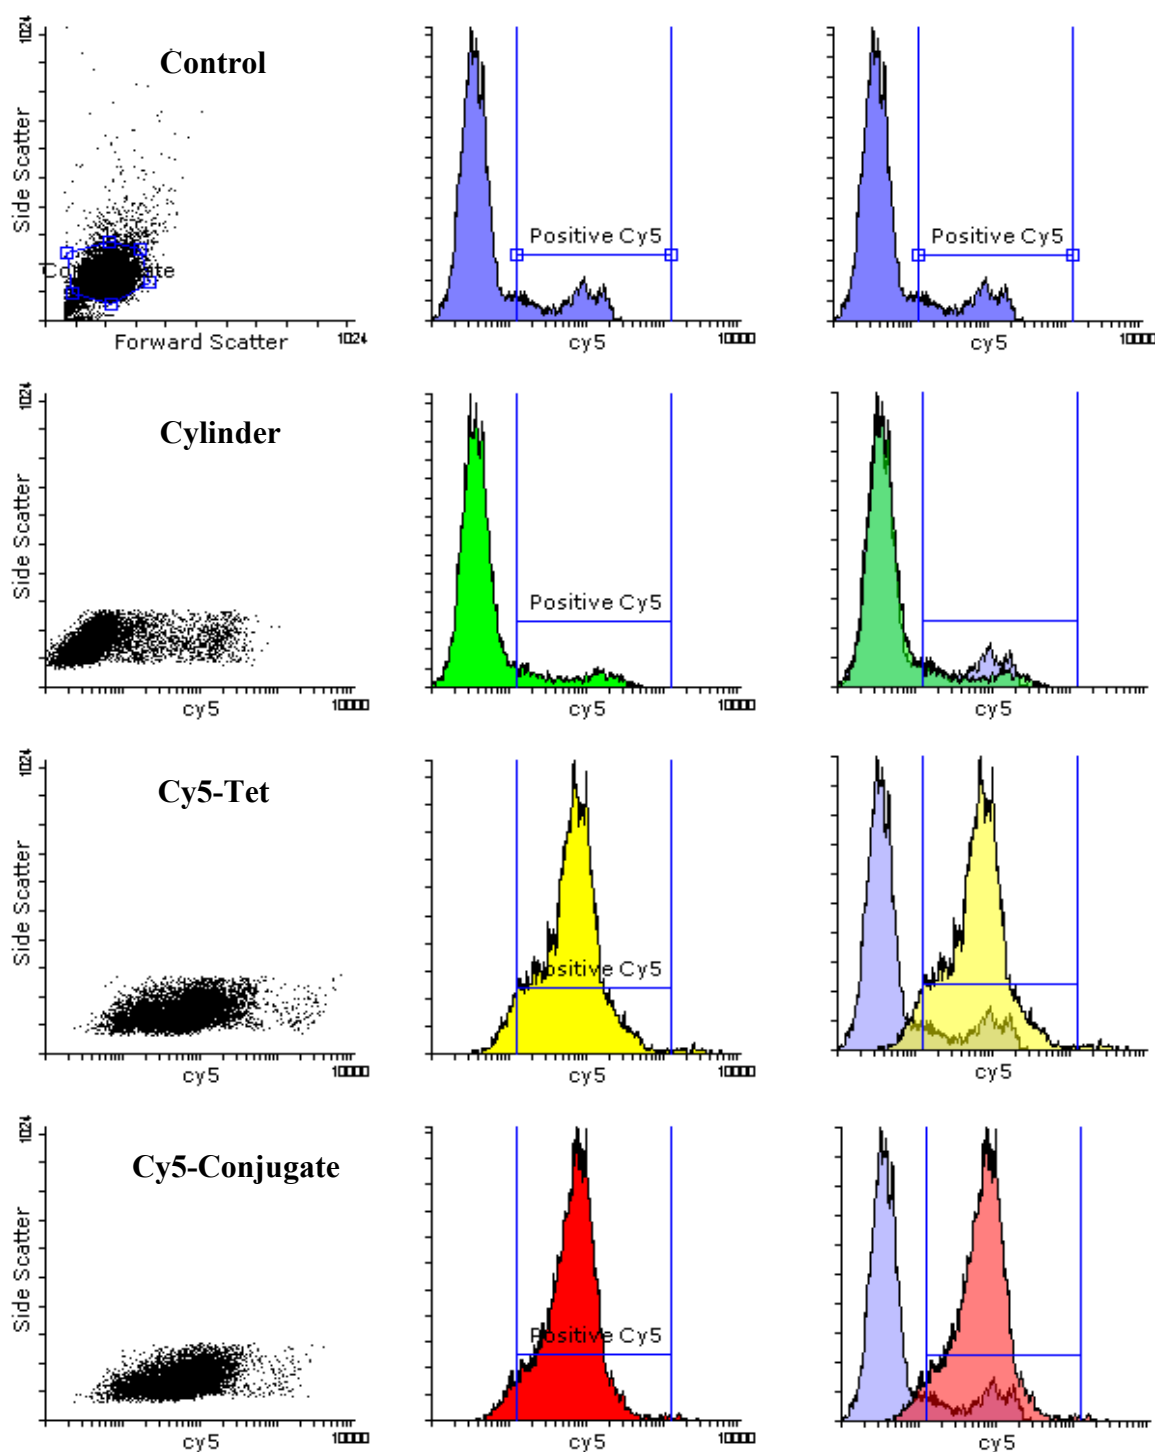 1024
Side Scatter
Control
Forward Scatter
1024
Positive Cy5
cy5
10000
Positive Cy5
cy5
10000
1024
Side Scatter
Cylinder
cy5
10000
Positive Cy5
cy5
10000
cy5
1024
Side Scatter
Cy5-Tet
cy5
10000
Positive Cy5
cy5
10000
cy5
1024
Side Scatter
Cy5-Conjugate
cy5
10000
Positive Cy5
cy5
10000
cy5